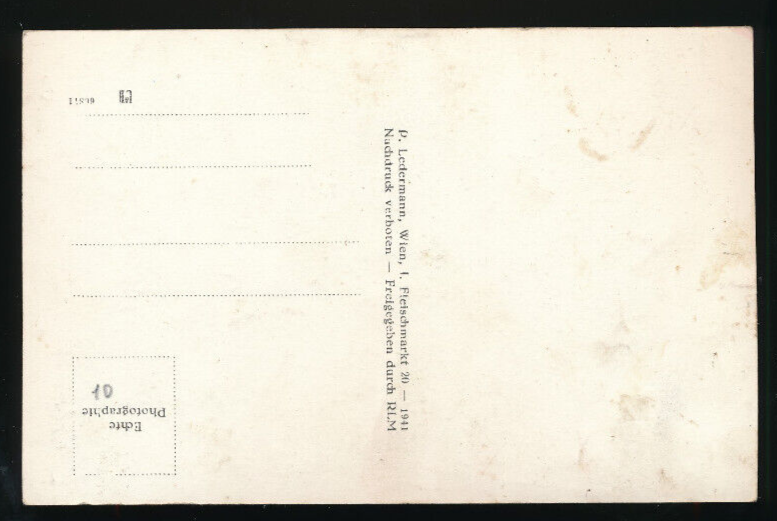 P. Ledermann, Wien, I. Fleischmarkt 20 — 1941
Nachdruck verboten — Freigegeben durch RLM
Echte
Photographie
10